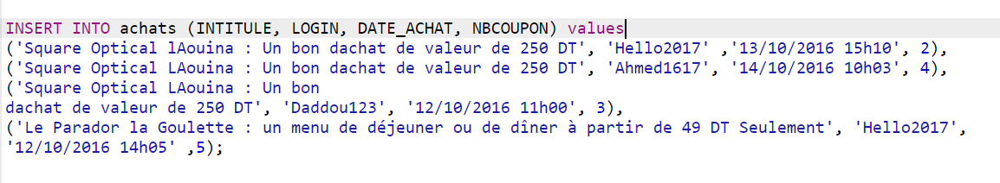 INSERT INTO achats (INTITULE, LOGIN, DATE_ACHAT, NBCOUPON) values
('Square Optical lAouina : Un bon dachat de valeur de 250 DT', 'Hello2017' ,'13/10/2016 15h10', 2),
('Square Optical LAouina : Un bon dachat de valeur de 250 DT', 'Ahmed1617', '14/10/2016 10h03', 4),
('Square Optical LAouina : Un bon
dachat de valeur de 250 DT', 'Daddou123', '12/10/2016 11h00', 3),
('Le Parador la Goulette : un menu de déjeuner ou de dîner à partir de 49 DT Seulement', 'Hello2017',
'12/10/2016 14h05' ,5);